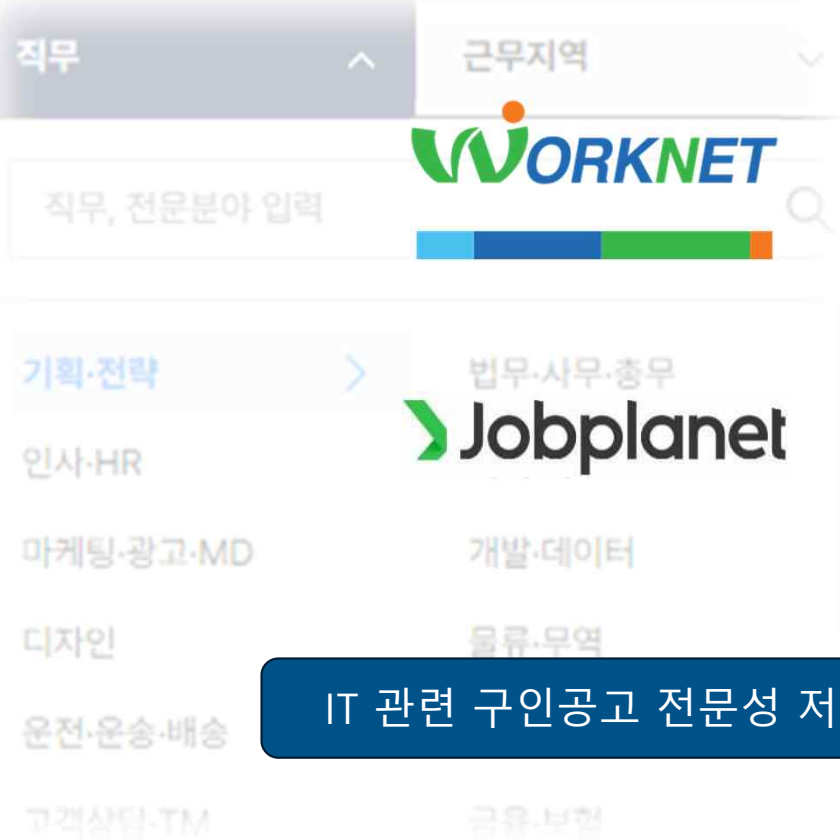 직무
근무지역
WORKNET
직무, 전문분야 입력
기획·전략
법무·사무·총무
Jobplanet
인사·HR
마케팅·광고·MD
개발·데이터
디자인
물류·무역
IT 관련 구인공고 전문성 저
운전·운송·배송
고객상담·TM
금융·보험